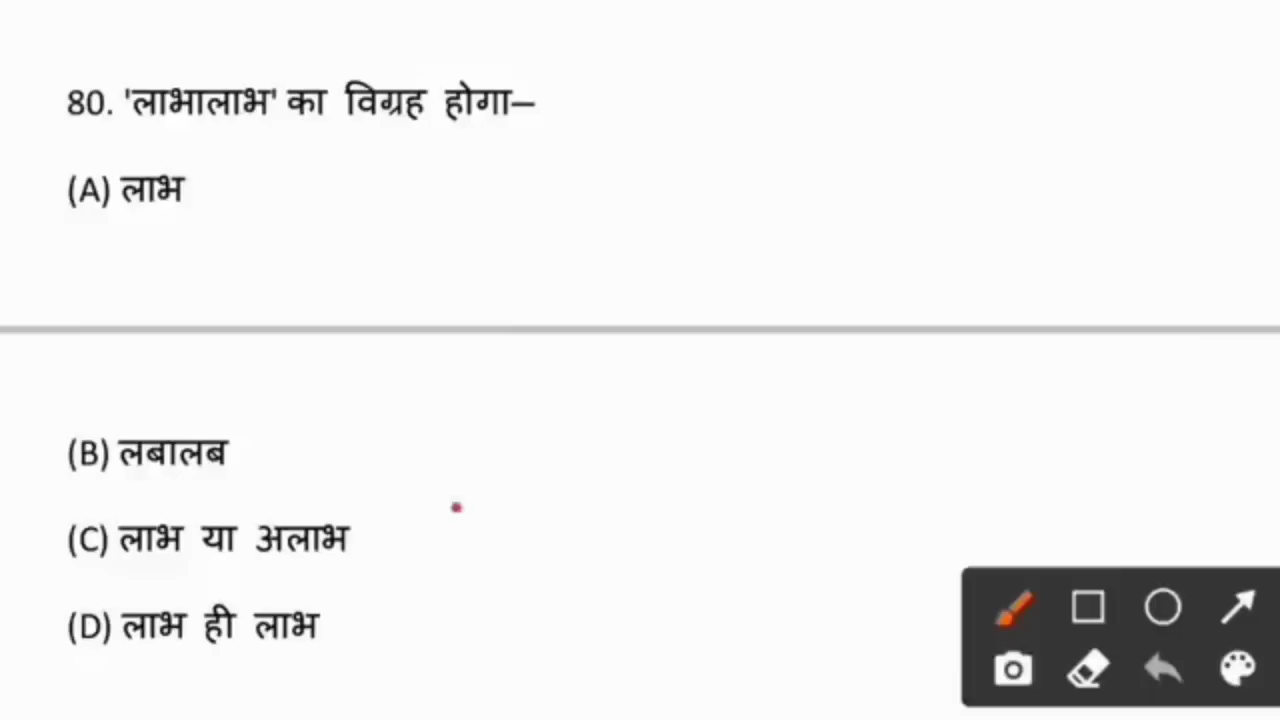 80. 'लाभालाभ' का विग्रह होगा–
(A) लाभ
(B) लबालब
(C) लाभ या अलाभ
(D) लाभ ही लाभ